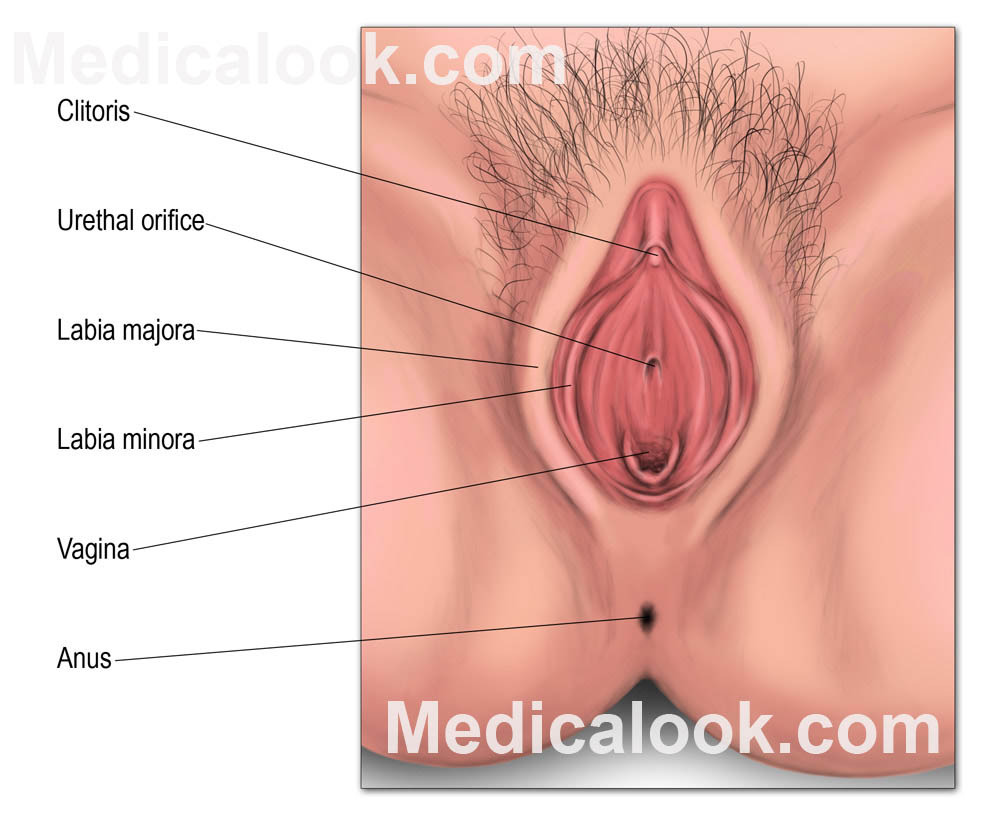 Medicalook.com
Clitoris
Urethal orifice
Labia majora
Labia minora
Vagina
Anus
Medicalook.com